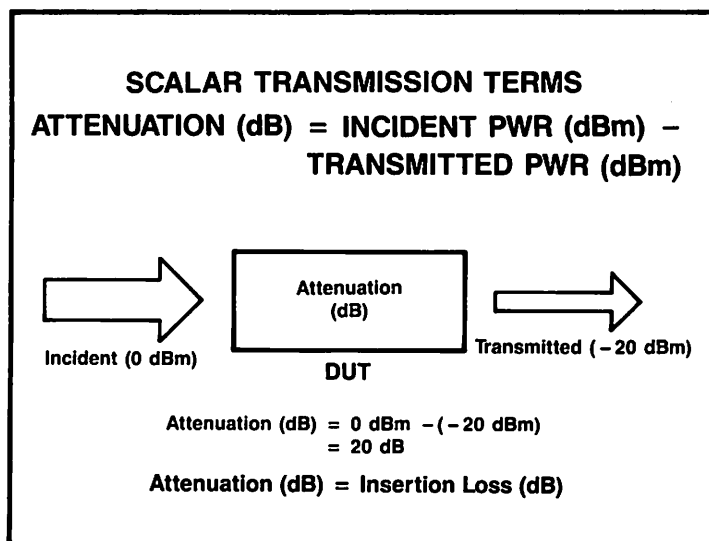 SCALAR TRANSMISSION TERMS
ATTENUATION (dB) = INCIDENT PWR (dBm) –
TRANSMITTED PWR (dBm)
Attenuation
(dB)
Incident (0 dBm)
Transmitted (–20 dBm)
DUT
Attenuation (dB) = 0 dBm –(–20 dBm)
= 20 dB
Attenuation (dB) = Insertion Loss (dB)